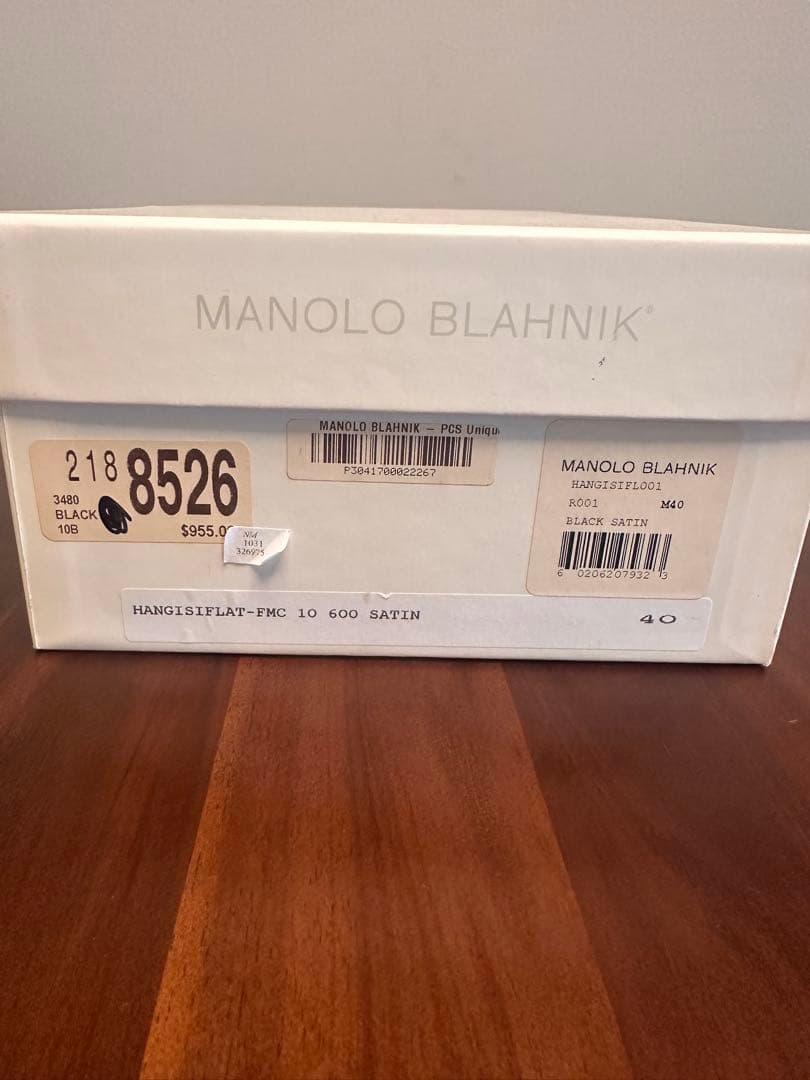 MANOLO BLAHNIK®
218 8526
3480
BLACK
10B
$955.0
NM
1031
326975
MANOLO BLAHNIK – PCS Uniqu
P3041700022267
MANOLO BLAHNIK
HANGISIFL001
R001 M40
BLACK SATIN
6 0206207932 3
HANGISIFLAT-FMC 10 600 SATIN 40